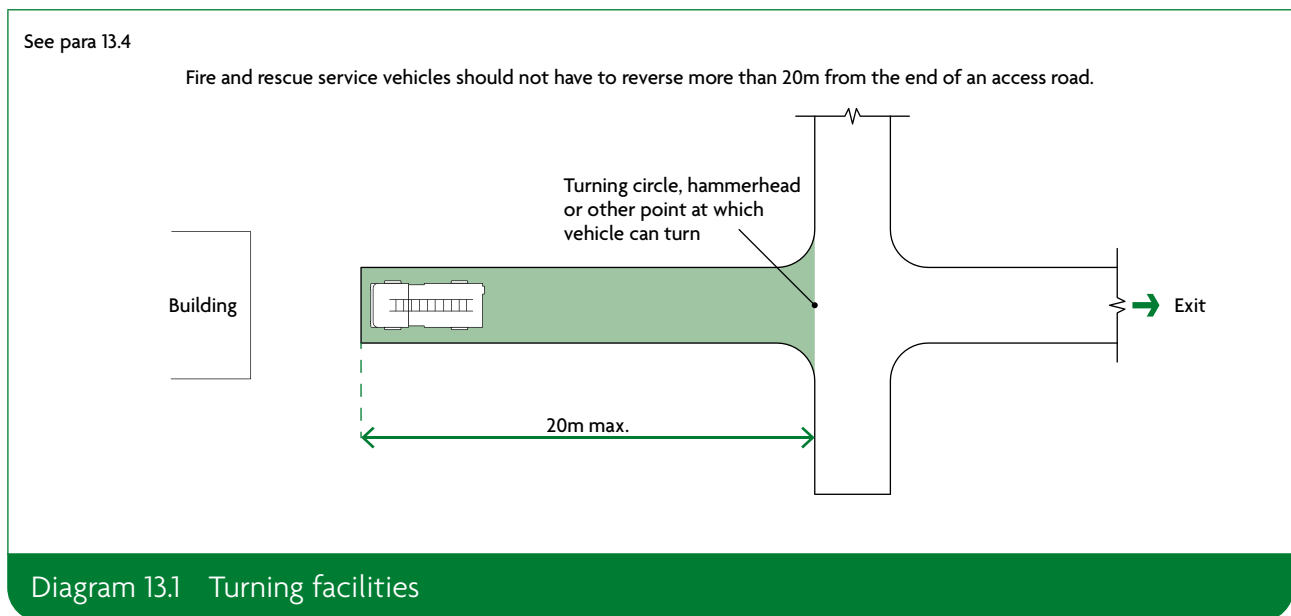 See para 13.4
Fire and rescue service vehicles should not have to reverse more than 20m from the end of an access road.
Turning circle, hammerhead
or other point at which
vehicle can turn
Building
Exit
20m max.
Diagram 13.1 Turning facilities